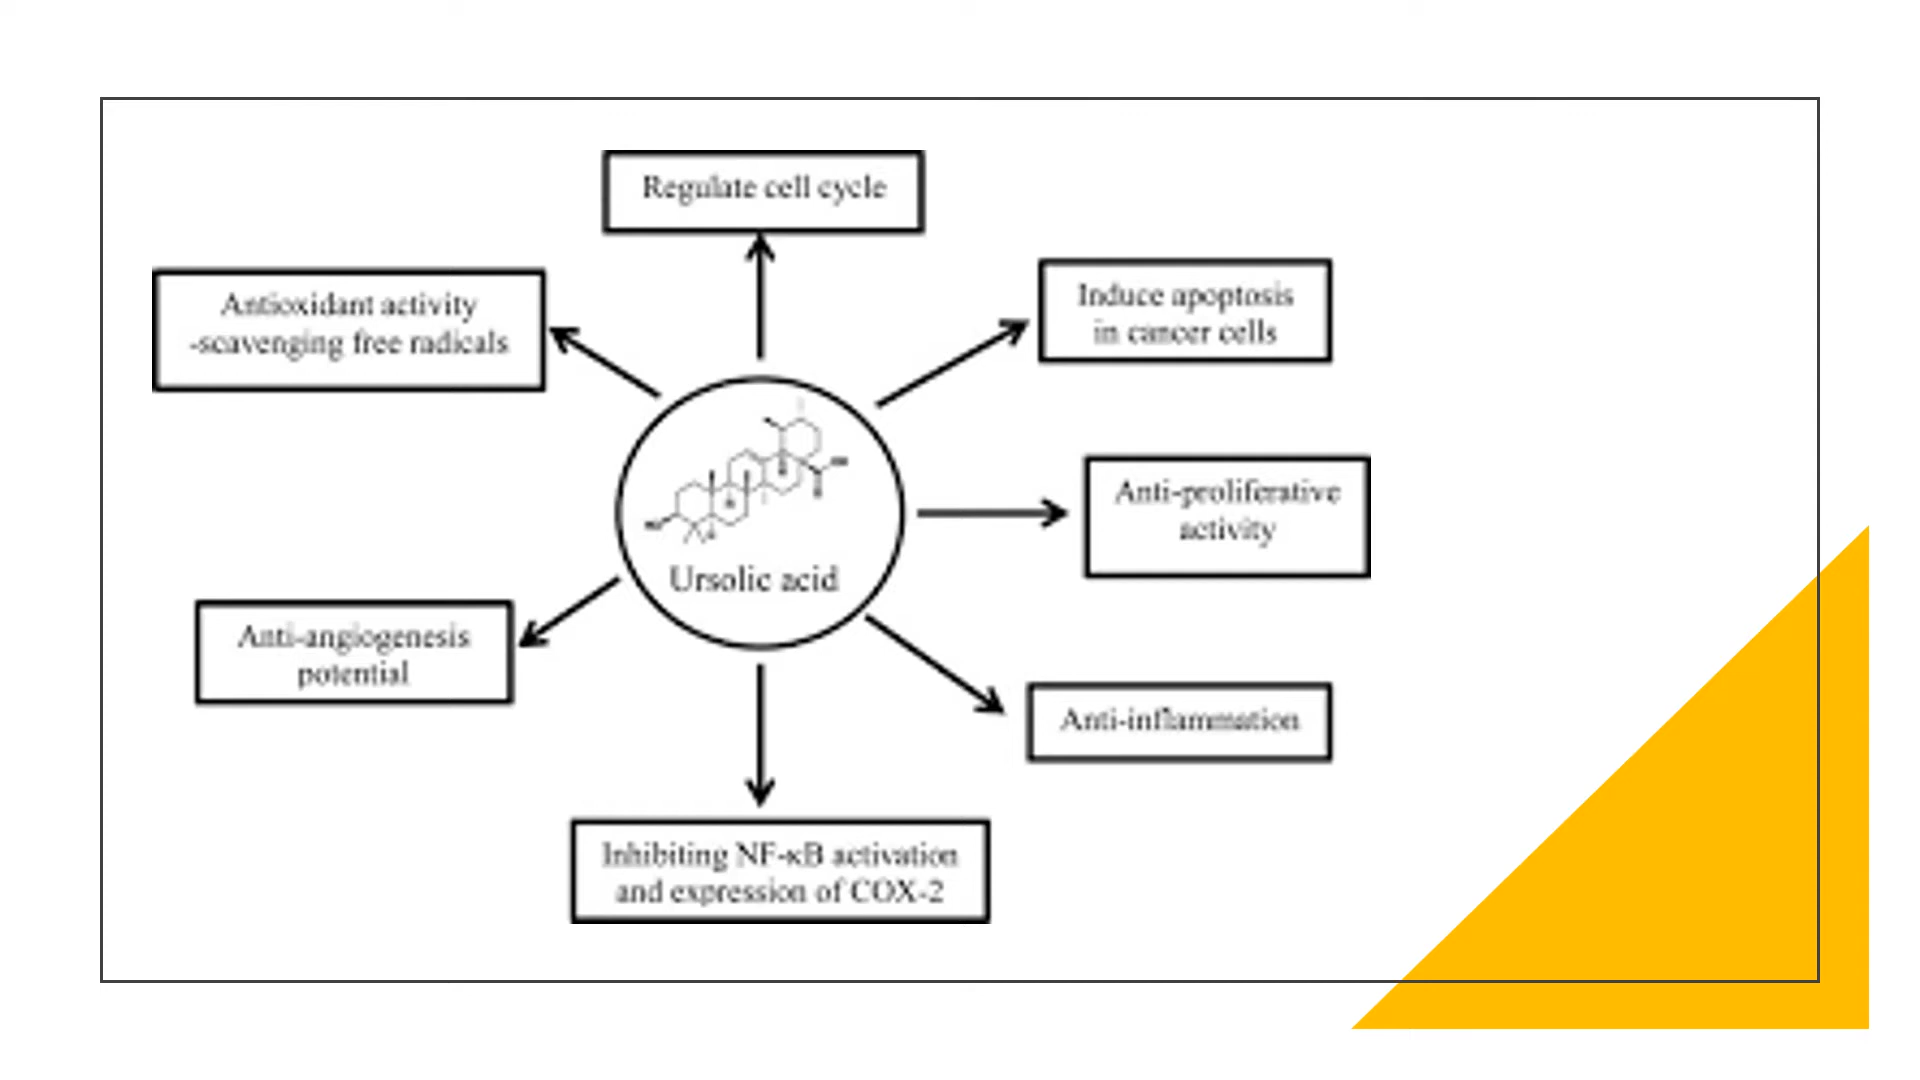 Regulate cell cycle
Antioxidant activity
-scavenging free radicals
Induce apoptosis
in cancer cells
Anti-proliferative
activity
Ursolic acid
Anti-angiogenesis
potential
Anti-inflammation
Inhibiting NF-κB activation
and expression of COX-2